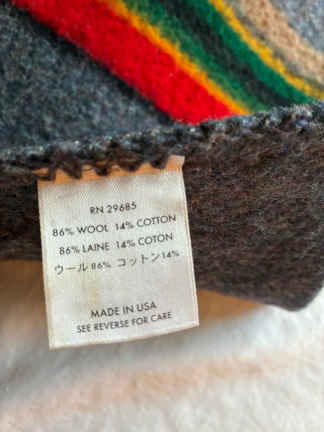 RN 29685
86% WOOL 14% COTTON
86% LAINE 14% COTON
ウール 86% コットン 14%
MADE IN USA
SEE REVERSE FOR CARE